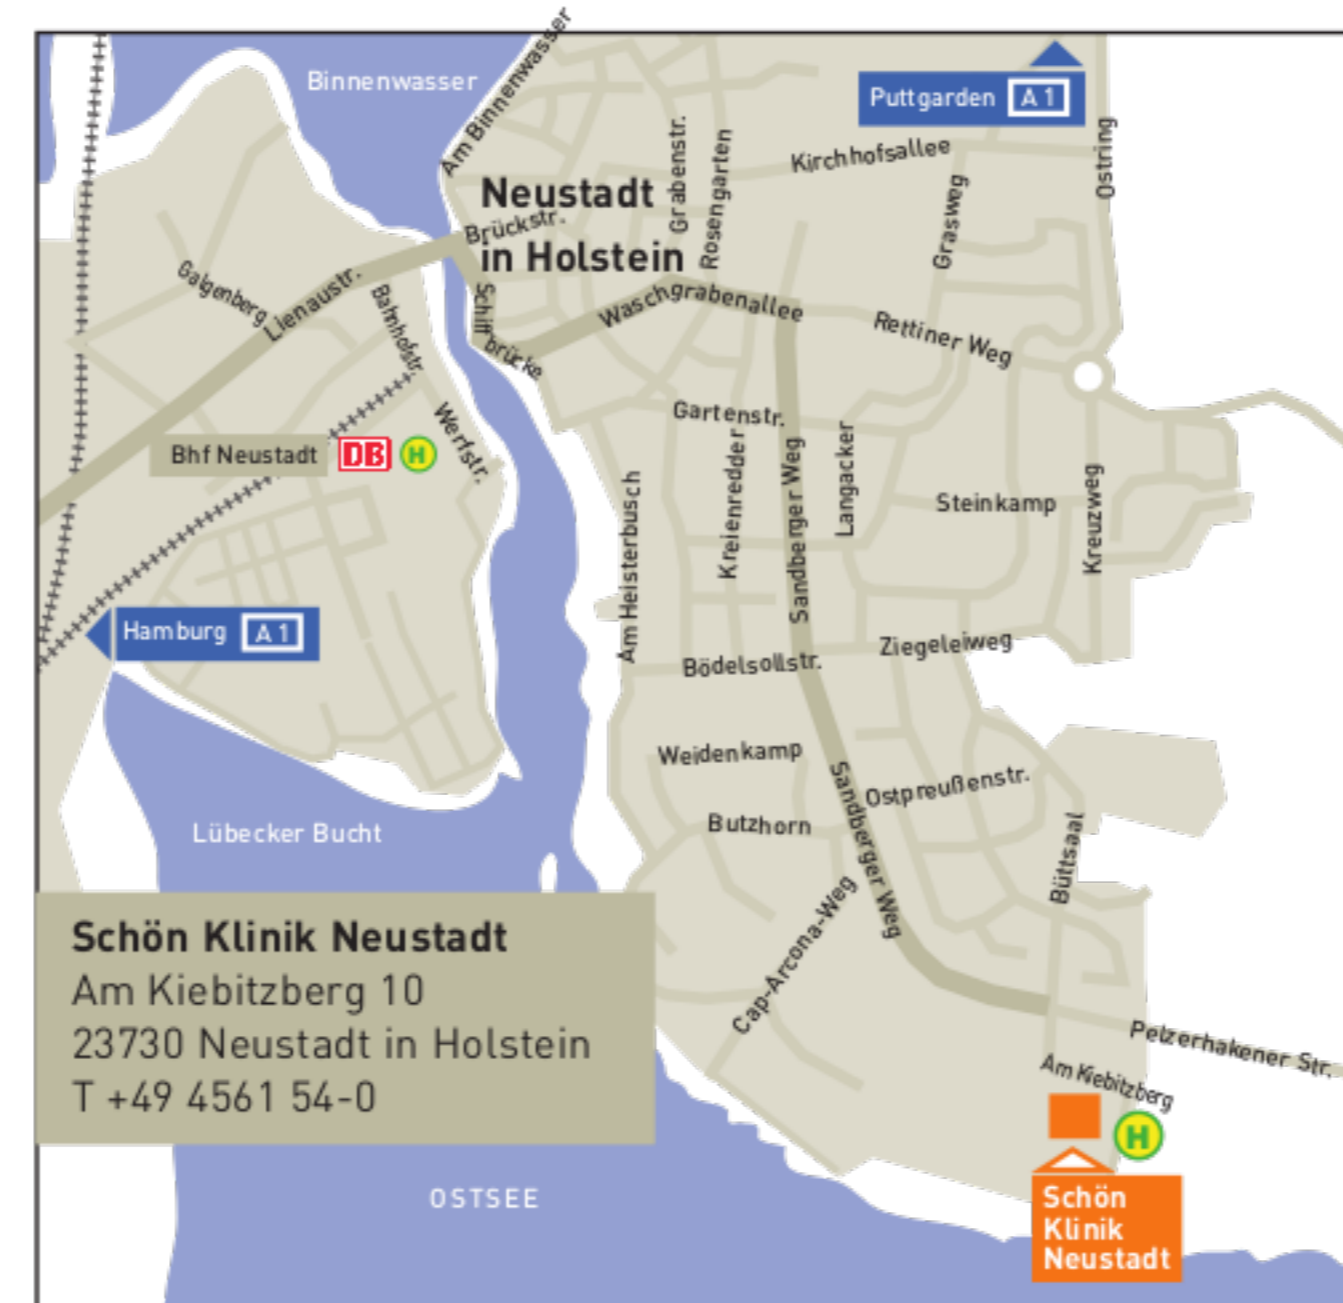 Binnenwasser
Am Binnenwasser
Puttgarden A 1
Grabenstr.
Rosengarten
Kirchhofsallee
Ostring
Neustadt
in Holstein
Brückstr.
Grasweg
Galgenberg
Lienaustr.
Bahnhofstr.
Schiffbrücke
Waschgrabenallee
Rettiner Weg
Werftstr.
Gartenstr.
Bhf Neustadt DB H
Am Heisterbusch
Kreienredder
Sandberger Weg
Langacker
Steinkamp
Kreuzweg
Hamburg A 1
Bödelsollstr.
Ziegeleiweg
Weidenkamp
Sandberger Weg
Ostpreußenstr.
Butzhorn
Büttsaal
Lübecker Bucht
Cap-Arcona-Weg
Schön Klinik Neustadt
Am Kiebitzberg 10
23730 Neustadt in Holstein
T +49 4561 54-0
Pelzerhakener Str.
Am Kiebitzberg
H
OSTSEE
Schön
Klinik
Neustadt